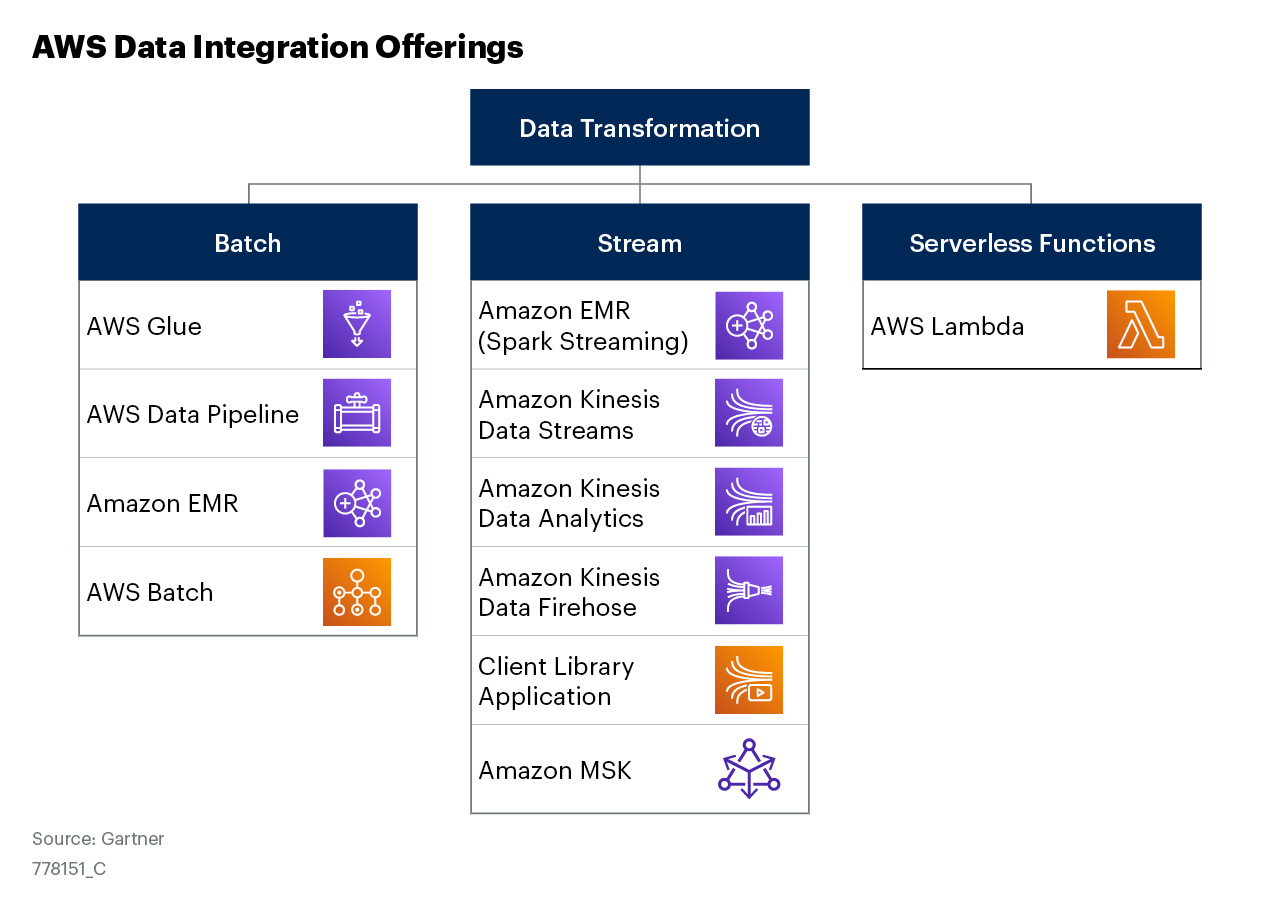 AWS Data Integration Offerings
Data Transformation
Batch
AWS Glue
AWS Data Pipeline
Amazon EMR
AWS Batch
Stream
Amazon EMR
(Spark Streaming)
Amazon Kinesis
Data Streams
Amazon Kinesis
Data Analytics
Amazon Kinesis
Data Firehose
Client Library
Application
Amazon MSK
Serverless Functions
AWS Lambda
Source: Gartner
778151_C